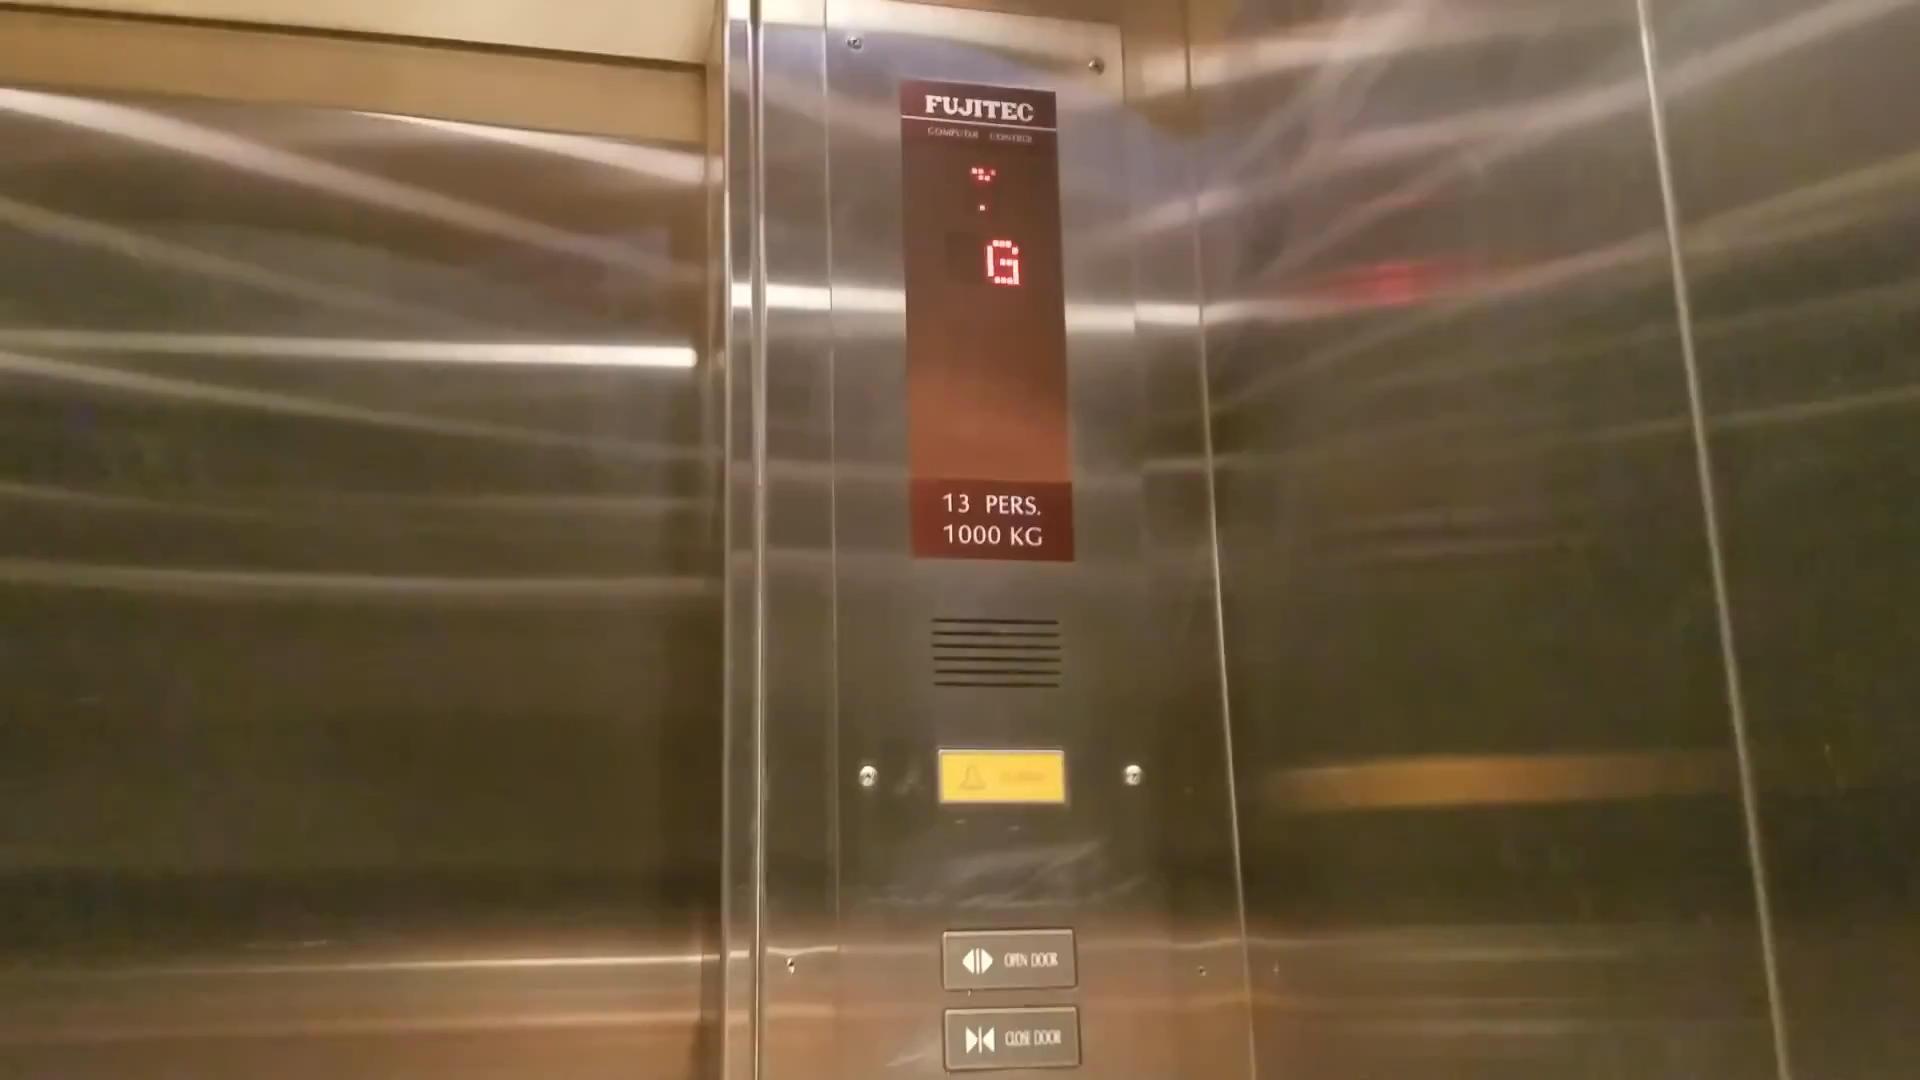 FUJITEC
COMPUTER CONTROL
G
13 PERS.
1000 KG
OPEN DOOR
CLOSE DOOR